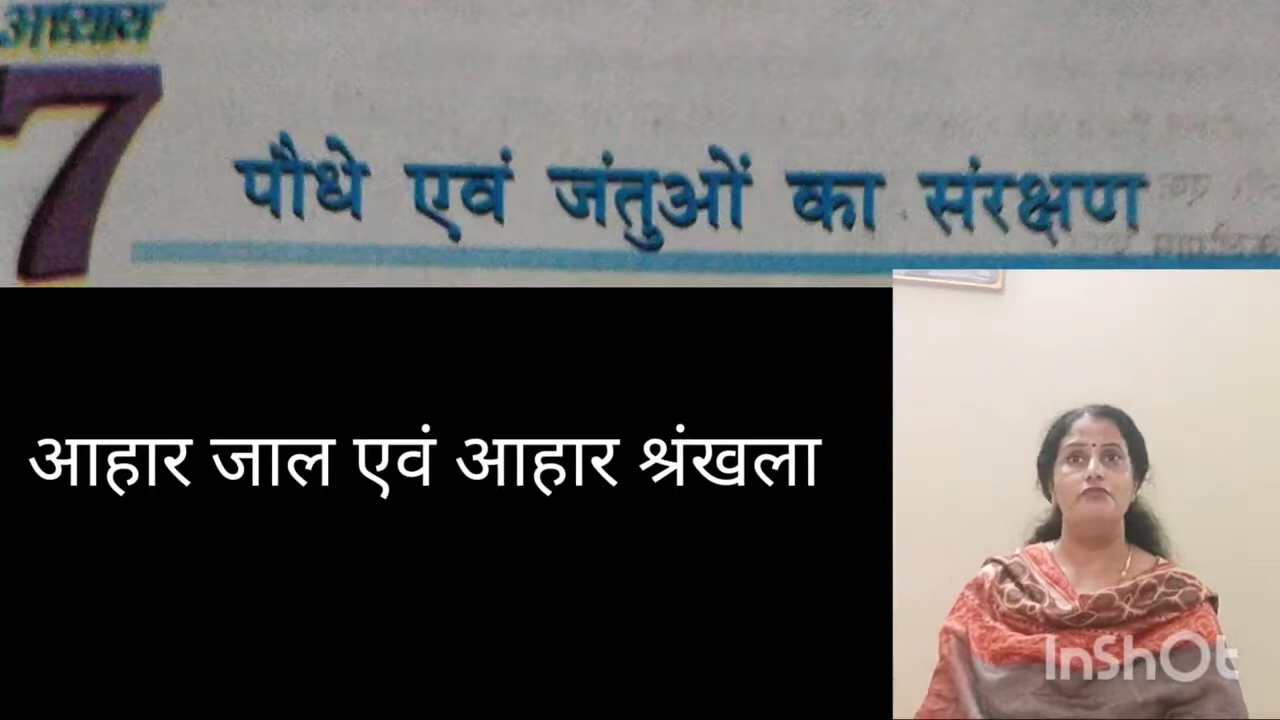 अध्याय
7
पौधे एवं जंतुओं का संरक्षण
आहार जाल एवं आहार श्रंखला
InShOt